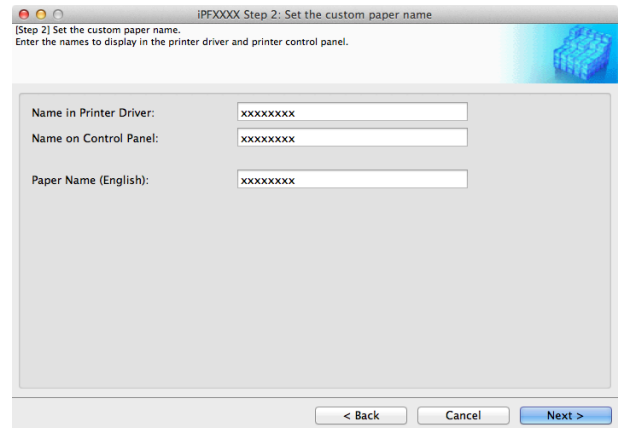 iPFXXXX Step 2: Set the custom paper name
[Step 2] Set the custom paper name.
Enter the names to display in the printer driver and printer control panel.
Name in Printer Driver: xxxxxxxx
Name on Control Panel: xxxxxxxx
Paper Name (English): xxxxxxxx
< Back Cancel Next >